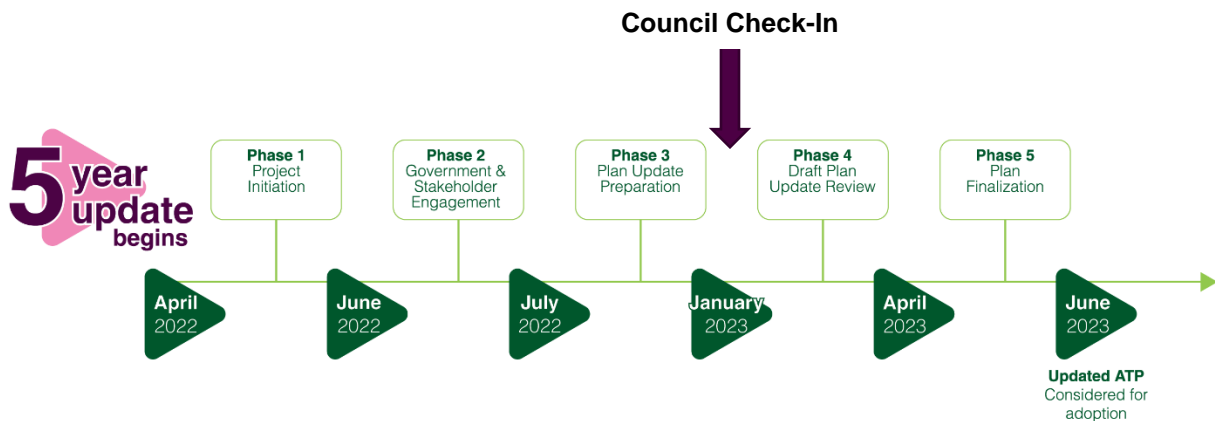 Council Check-In
5 year
update
begins
Phase 1
Project
Initiation
Phase 2
Government &
Stakeholder
Engagement
Phase 3
Plan Update
Preparation
Phase 4
Draft Plan
Update Review
Phase 5
Plan
Finalization
April
2022
June
2022
July
2022
January
2023
April
2023
June
2023
Updated ATP
Considered for
adoption